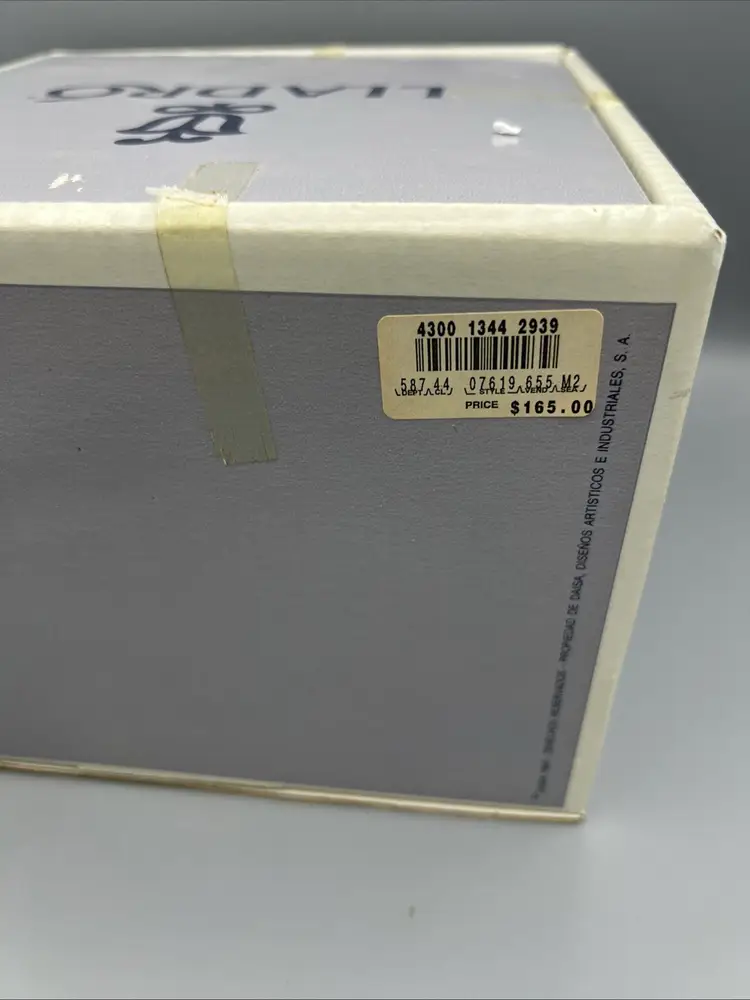 LLADRÓ
4300 1344 2939
587 44 07619 655 M2
DEPT CL STYLE VEND SEA
PRICE $165.00
PROPIEDAD DE DAISA, DISEÑOS ARTISTICOS E INDUSTRIALES, S. A.